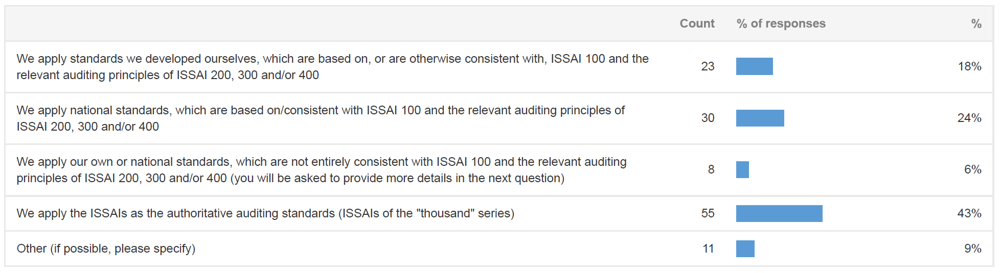 Count % of responses %
We apply standards we developed ourselves, which are based on, or are otherwise consistent with, ISSAI 100 and the
relevant auditing principles of ISSAI 200, 300 and/or 400
23 18%
We apply national standards, which are based on/consistent with ISSAI 100 and the relevant auditing principles of
ISSAI 200, 300 and/or 400
30 24%
We apply our own or national standards, which are not entirely consistent with ISSAI 100 and the relevant auditing
principles of ISSAI 200, 300 and/or 400 (you will be asked to provide more details in the next question)
8 6%
We apply the ISSAIs as the authoritative auditing standards (ISSAIs of the "thousand" series) 55 43%
Other (if possible, please specify) 11 9%